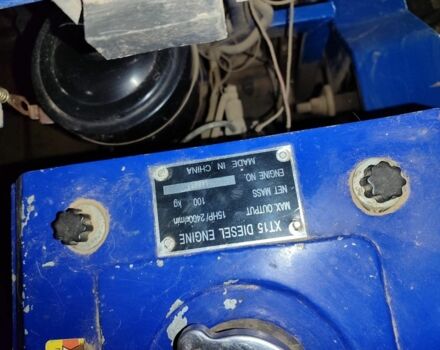 XT15 DIESEL ENGINE
MAX. OUTPUT 15HP/2400r/min
NET MASS 100 kg
ENGINE NO.
MADE IN CHINA